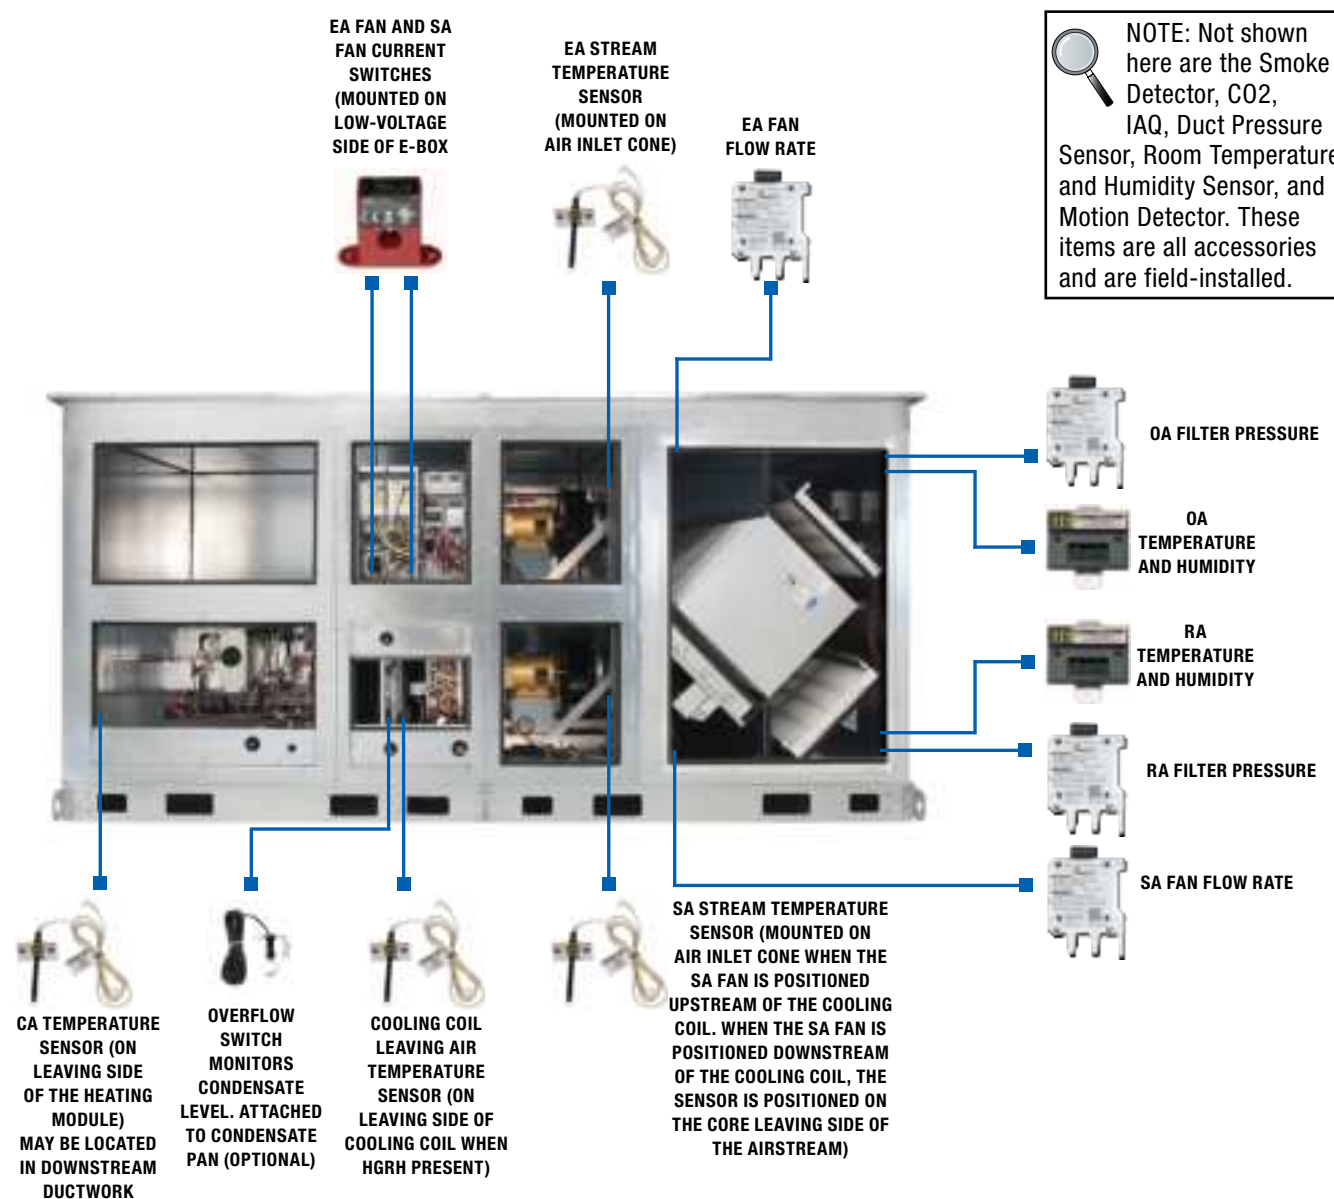 EA FAN AND SA
FAN CURRENT
SWITCHES
(MOUNTED ON
LOW-VOLTAGE
SIDE OF E-BOX
EA STREAM
TEMPERATURE
SENSOR
(MOUNTED ON
AIR INLET CONE)
EA FAN
FLOW RATE
NOTE: Not shown
here are the Smoke
Detector, CO2,
IAQ, Duct Pressure
Sensor, Room Temperature
and Humidity Sensor, and
Motion Detector. These
items are all accessories
and are field-installed.
OA FILTER PRESSURE
OA
TEMPERATURE
AND HUMIDITY
RA
TEMPERATURE
AND HUMIDITY
RA FILTER PRESSURE
SA FAN FLOW RATE
CA TEMPERATURE
SENSOR (ON
LEAVING SIDE
OF THE HEATING
MODULE)
MAY BE LOCATED
IN DOWNSTREAM
DUCTWORK
OVERFLOW
SWITCH
MONITORS
CONDENSATE
LEVEL. ATTACHED
TO CONDENSATE
PAN (OPTIONAL)
COOLING COIL
LEAVING AIR
TEMPERATURE
SENSOR (ON
LEAVING SIDE OF
COOLING COIL WHEN
HGRH PRESENT)
SA STREAM TEMPERATURE
SENSOR (MOUNTED ON
AIR INLET CONE WHEN THE
SA FAN IS POSITIONED
UPSTREAM OF THE COOLING
COIL. WHEN THE SA FAN IS
POSITIONED DOWNSTREAM
OF THE COOLING COIL, THE
SENSOR IS POSITIONED ON
THE CORE LEAVING SIDE OF
THE AIRSTREAM)